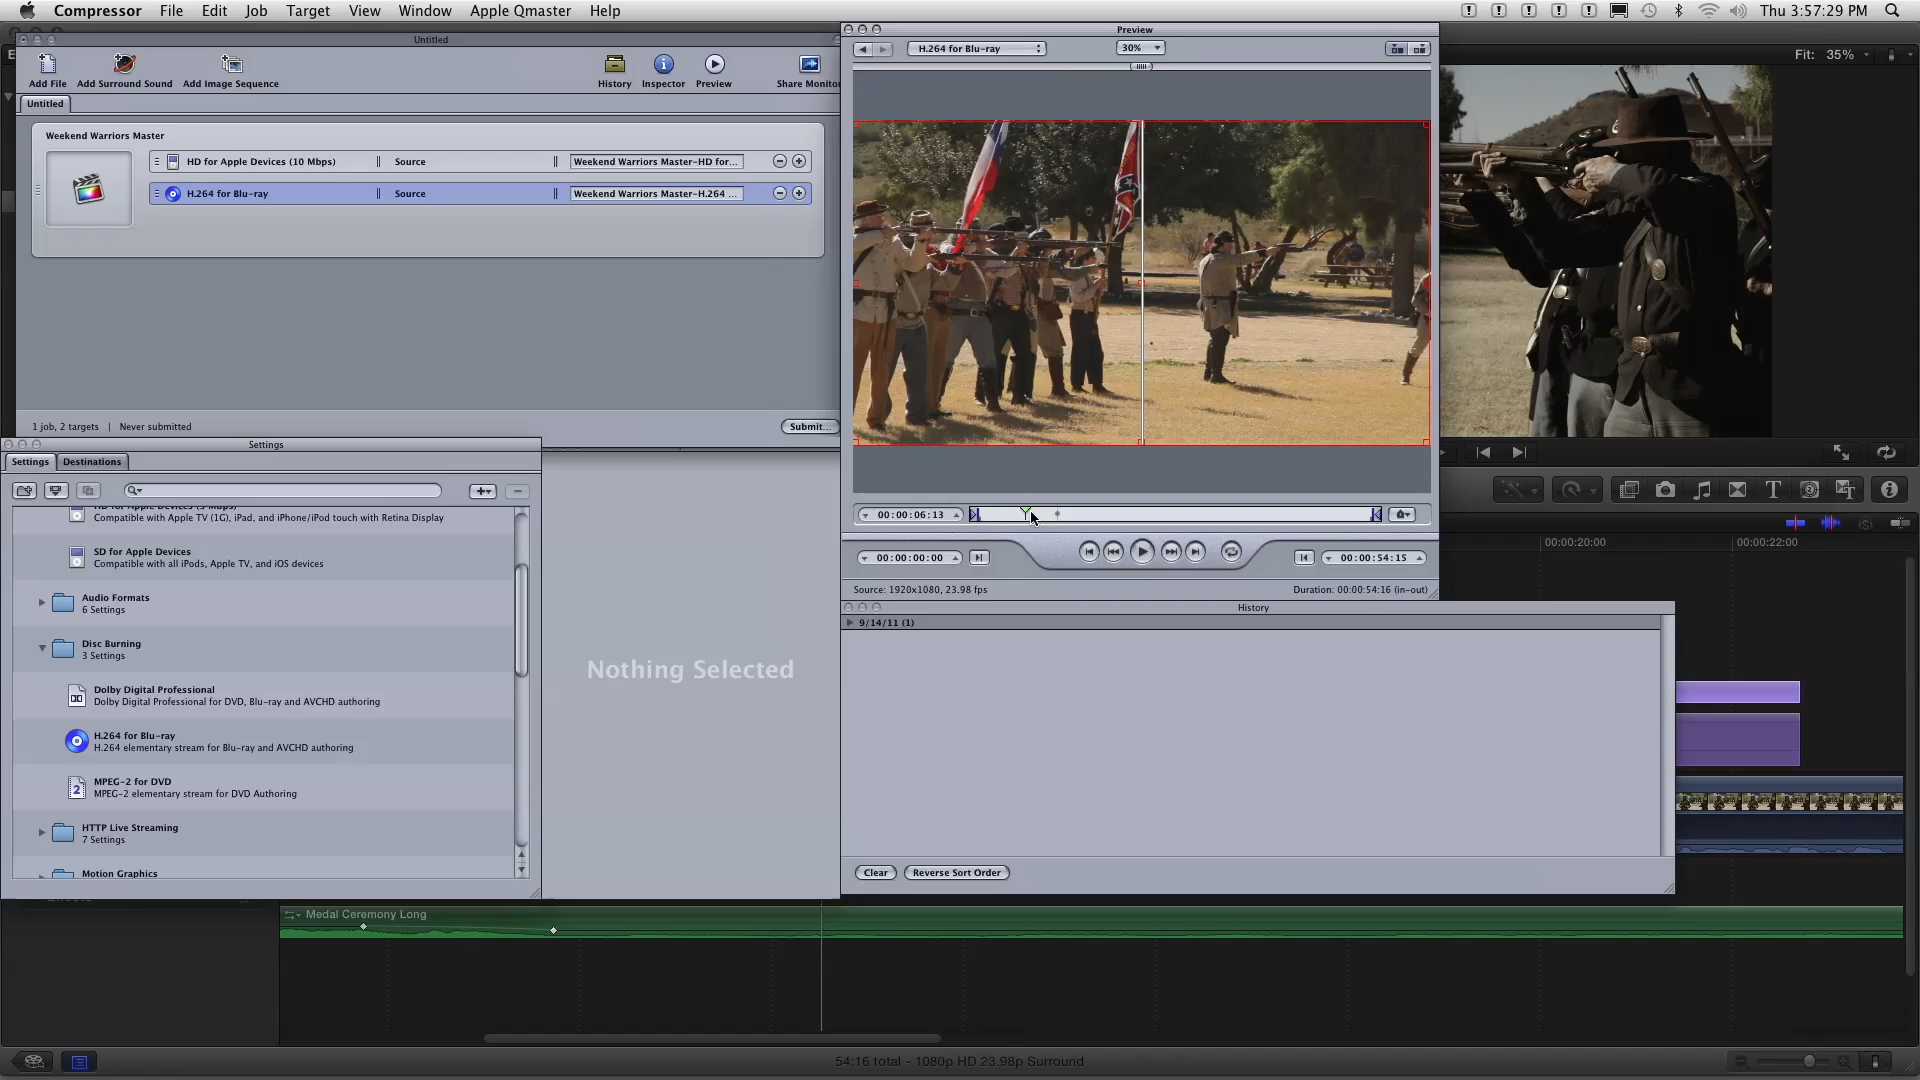 Compressor File Edit Job Target View Window Apple Qmaster Help Thu 3:57:29 PM
Untitled
Add File Add Surround Sound Add Image Sequence History Inspector Preview Share Monitor
Untitled
Weekend Warriors Master
HD for Apple Devices (10 Mbps) Source Weekend Warriors Master-HD for...
H.264 for Blu-ray Source Weekend Warriors Master-H.264 ...
1 job, 2 targets | Never submitted Submit...
Preview
H.264 for Blu-ray 30%
Fit: 35%
00:00:06:13
00:00:00:00 00:00:54:15
Source: 1920x1080, 23.98 fps Duration: 00:00:54:16 (in-out)
Settings
Settings Destinations
Compatible with Apple TV (1G), iPad, and iPhone/iPod touch with Retina Display
SD for Apple Devices
Compatible with all iPods, Apple TV, and iOS devices
Audio Formats
6 Settings
Disc Burning
3 Settings
Dolby Digital Professional
Dolby Digital Professional for DVD, Blu-ray and AVCHD authoring
H.264 for Blu-ray
H.264 elementary stream for Blu-ray and AVCHD authoring
MPEG-2 for DVD
MPEG-2 elementary stream for DVD Authoring
HTTP Live Streaming
7 Settings
Motion Graphics
Nothing Selected
History
9/14/11 (1)
Clear Reverse Sort Order
00:00:20:00 00:00:22:00
Medal Ceremony Long
54:16 total - 1080p HD 23.98p Surround